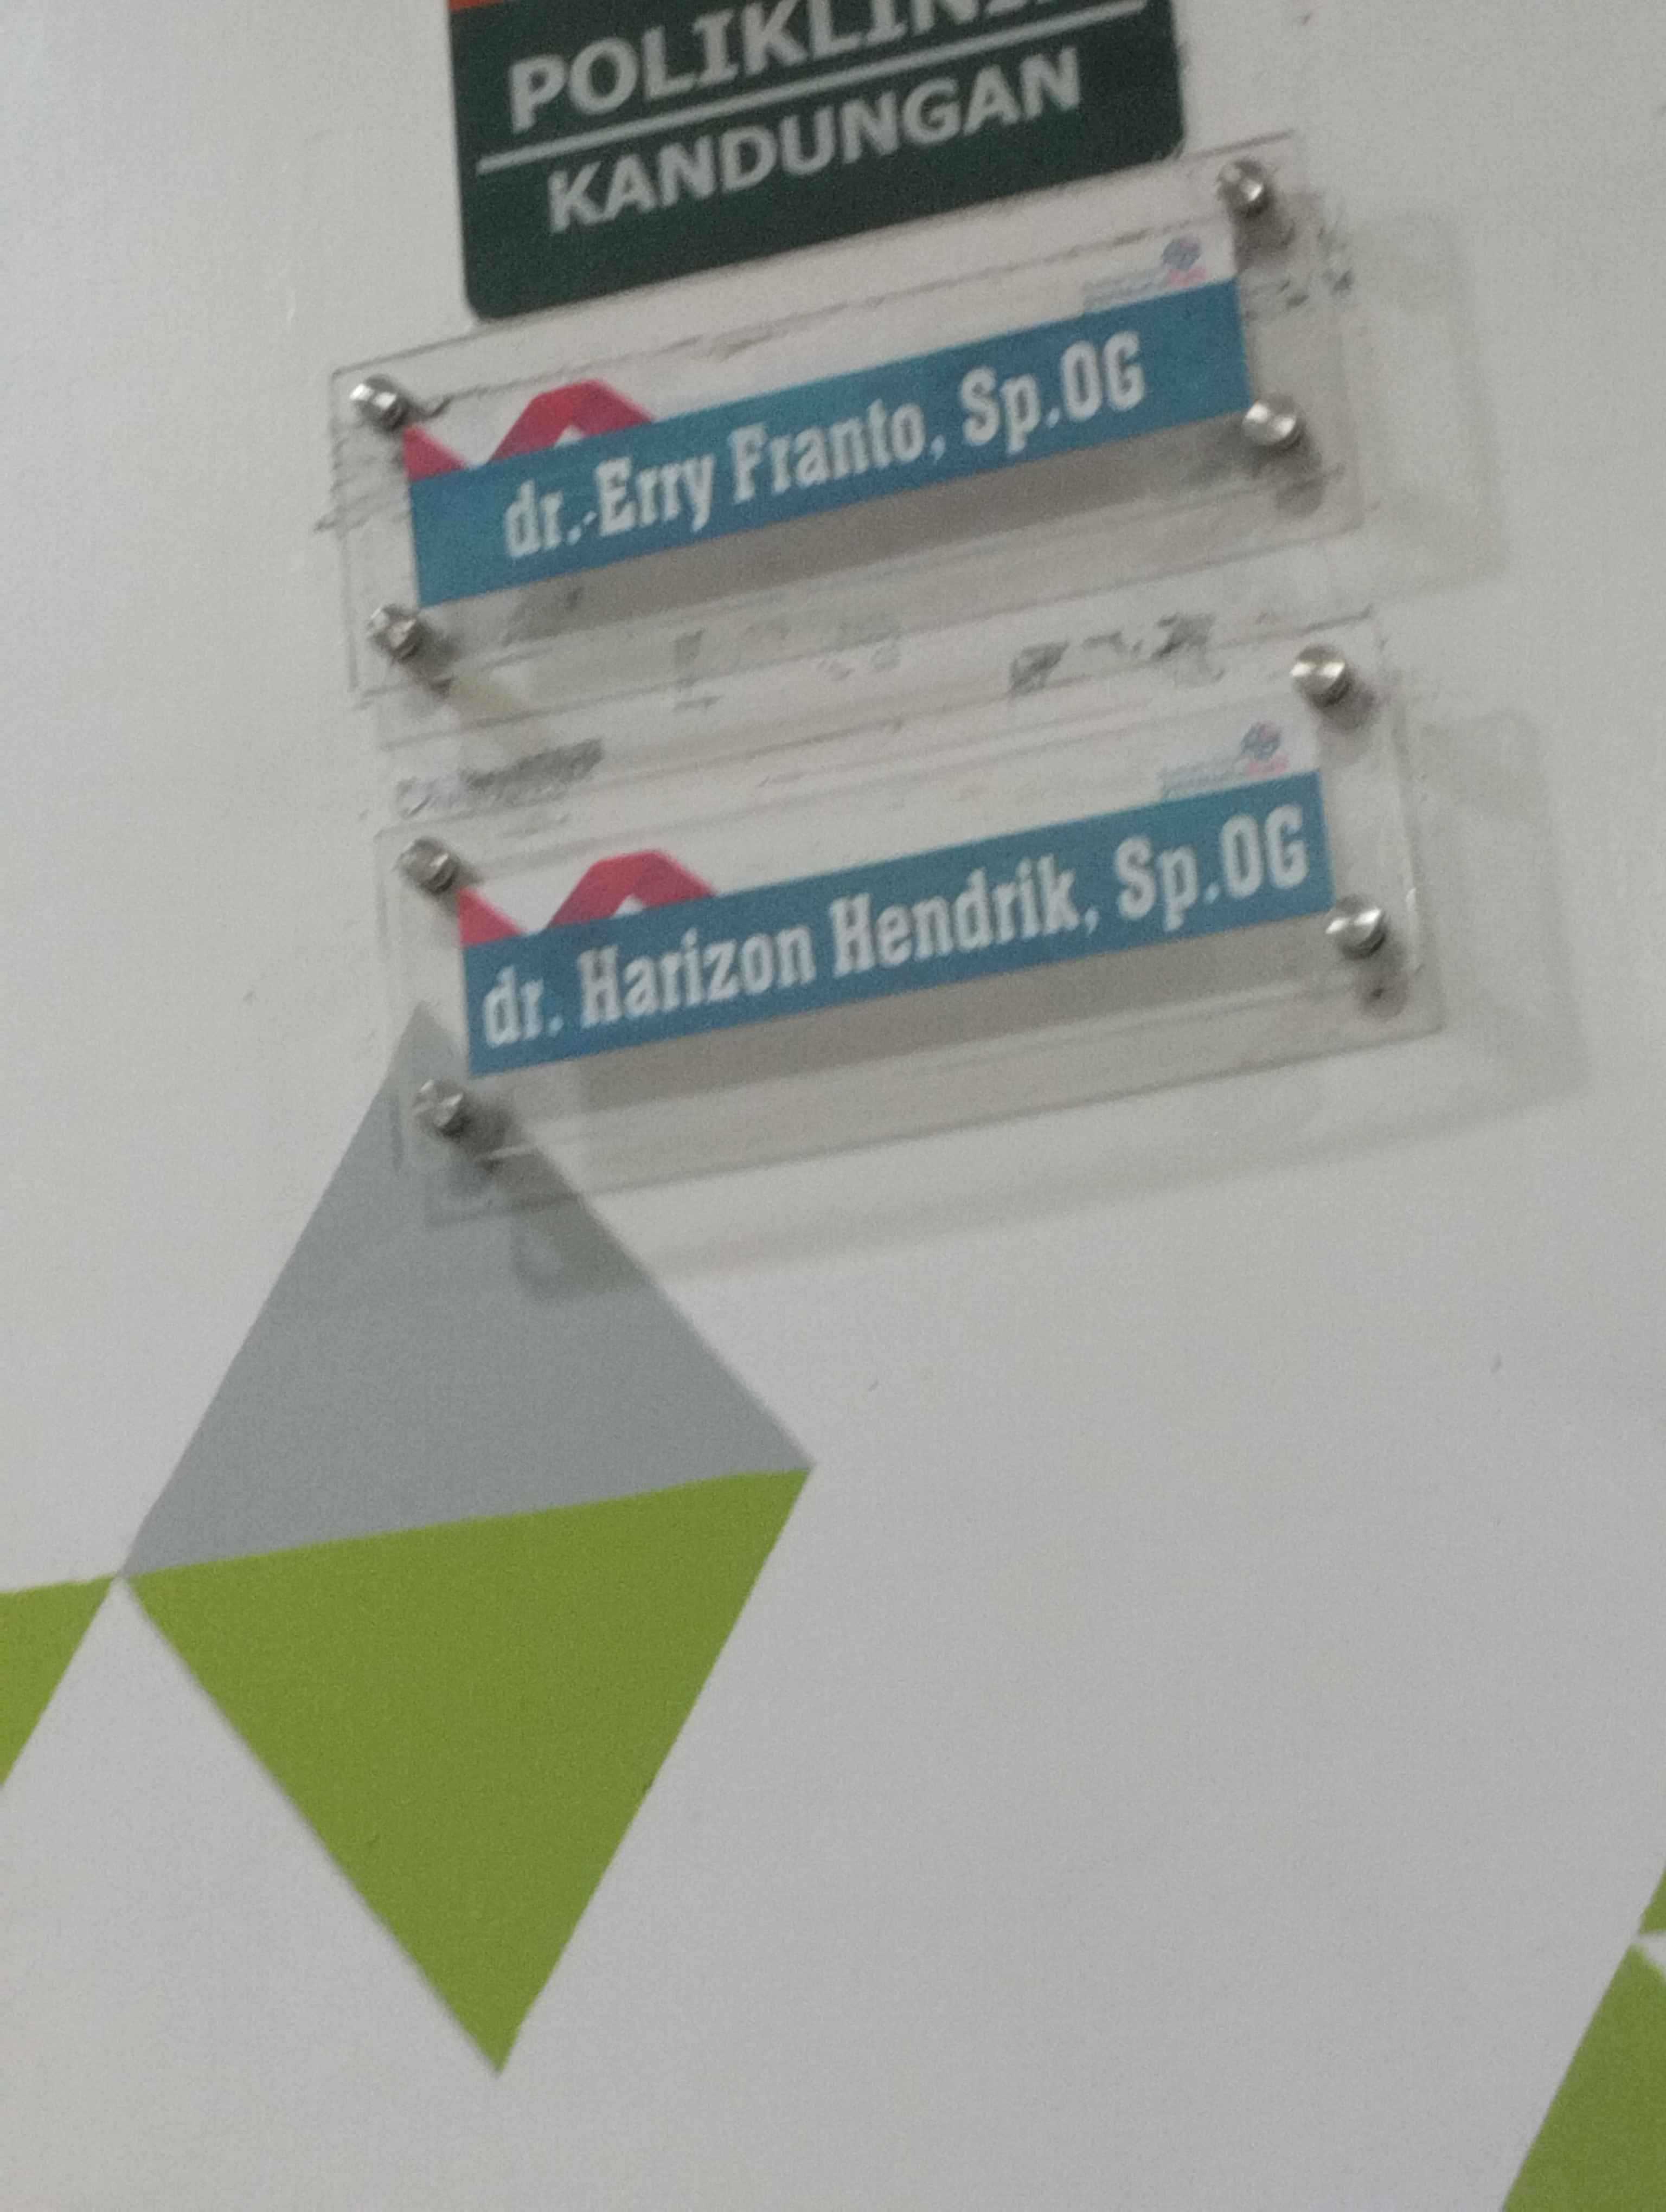 POLIKLINIK
KANDUNGAN
dr. Erry Franto, Sp.OG
dr. Harizon Hendrik, Sp.OG